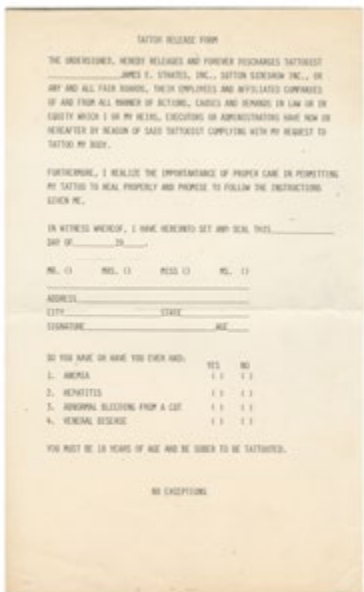 TATTOO RELEASE FORM
THE UNDERSIGNED, HEREBY RELEASES AND FOREVER DISCHARGES TATTOOIST
____________JAMES E. STRATES, INC., SUTTON SIDESHOW INC., OR
ANY AND ALL FAIR BOARDS, THEIR EMPLOYEES AND AFFILIATED COMPANIES
OF AND FROM ALL MANNER OF ACTIONS, CAUSES AND DEMANDS IN LAW OR IN
EQUITY WHICH I OR MY HEIRS, EXECUTORS OR ADMINISTRATORS HAVE NOW OR
HEREAFTER BY REASON OF SAID TATTOOIST COMPLYING WITH MY REQUEST TO
TATTOO MY BODY.
FURTHERMORE, I REALIZE THE IMPORTANTANCE OF PROPER CARE IN PERMITTING
MY TATTOO TO HEAL PROPERLY AND PROMISE TO FOLLOW THE INSTRUCTIONS
GIVEN ME.
IN WITNESS WHEREOF, I HAVE HEREUNTO SET AND SEAL THIS____________
DAY OF________19____.
MR. () MRS. () MISS () MS. ()
ADDRESS
CITY STATE
SIGNATURE AGE
DO YOU HAVE OR HAVE YOU EVER HAD:
YES NO
1. ANEMIA ( ) ( )
2. HEPATITIS ( ) ( )
3. ABNORMAL BLEEDING FROM A CUT ( ) ( )
4. VENERAL DISEASE ( ) ( )
YOU MUST BE 18 YEARS OF AGE AND BE SOBER TO BE TATTOOED.
NO EXCEPTIONS